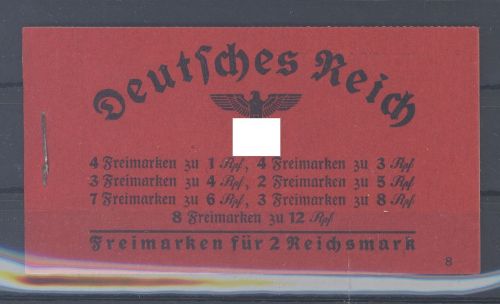 Deutſches Reich
4 Freimarken zu 1 Rpf, 4 Freimarken zu 3 Rpf
3 Freimarken zu 4 Rpf, 2 Freimarken zu 5 Rpf
7 Freimarken zu 6 Rpf, 3 Freimarken zu 8 Rpf
8 Freimarken zu 12 Rpf
Freimarken für 2 Reichsmark
8